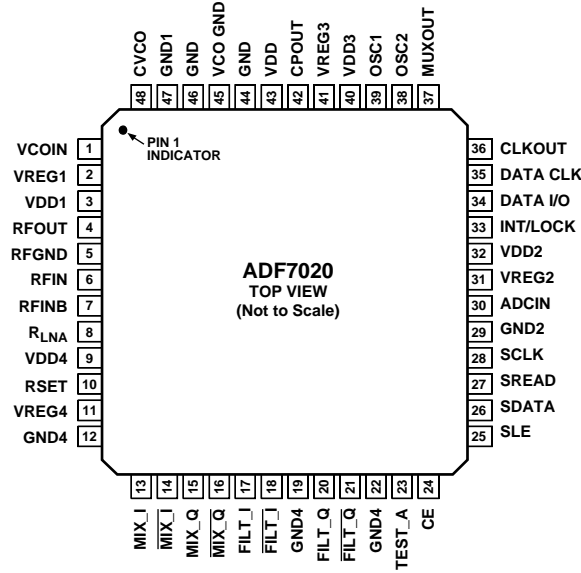 CVCO
GND1
GND
VCO GND
GND
VDD
CPOUT
VREG3
VDD3
OSC1
OSC2
MUXOUT
48
47
46
45
44
43
42
41
40
39
38
37
PIN 1
INDICATOR
VCOIN 1
VREG1 2
VDD1 3
RFOUT 4
RFGND 5
RFIN 6
RFINB 7
RLNA 8
VDD4 9
RSET 10
VREG4 11
GND4 12
ADF7020
TOP VIEW
(Not to Scale)
36 CLKOUT
35 DATA CLK
34 DATA I/O
33 INT/LOCK
32 VDD2
31 VREG2
30 ADCIN
29 GND2
28 SCLK
27 SREAD
26 SDATA
25 SLE
13
14
15
16
17
18
19
20
21
22
23
24
MIX_I
M̅I̅X̅_̅I̅
MIX_Q
M̅I̅X̅_̅Q̅
FILT_I
F̅I̅L̅T̅_̅I̅
GND4
FILT_Q
F̅I̅L̅T̅_̅Q̅
GND4
TEST_A
CE